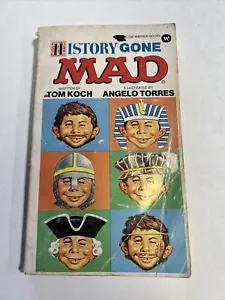 HISTORY GONE
MAD
WRITTEN BY
TOM KOCH
ILLUSTRATED BY
ANGELO TORRES